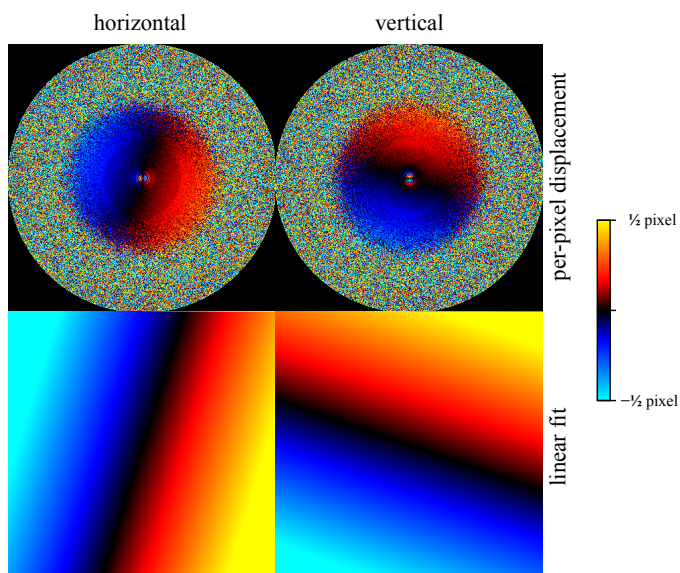 horizontal
vertical
per-pixel displacement
½ pixel
−½ pixel
linear fit